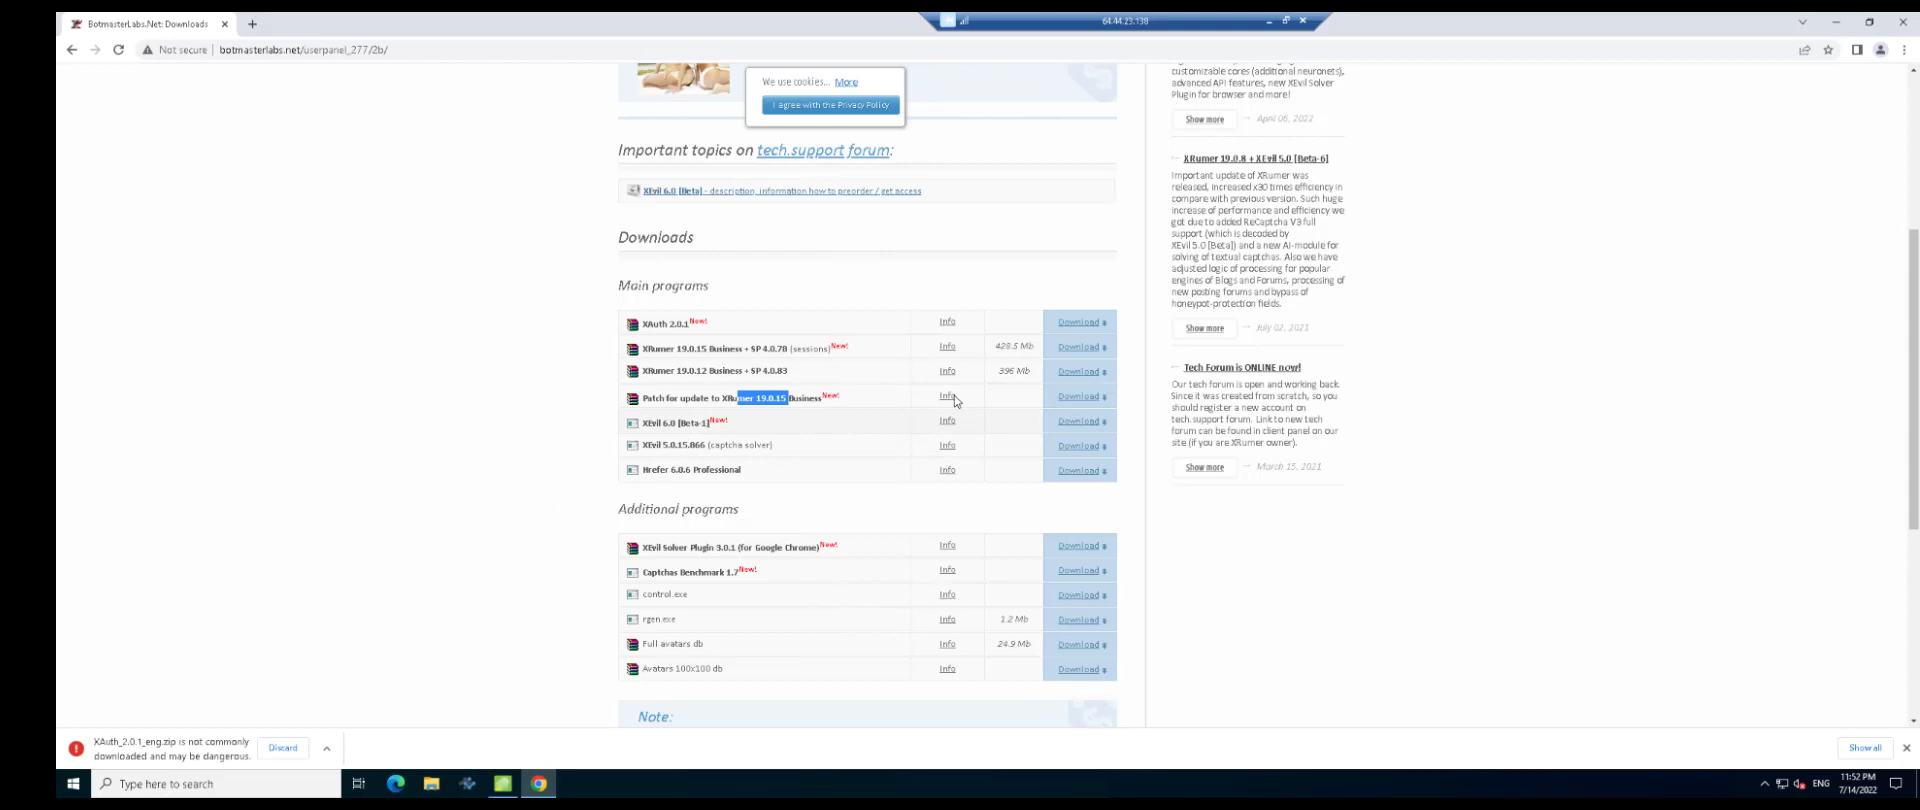 BotmasterLabs.Net: Downloads
64.44.23.138
Not secure
botmasterlabs.net/userpanel_277/2b/
We use cookies... More
I agree with the Privacy Policy
Important topics on tech.support forum:
XEvil 6.0 [Beta] - description, information how to preorder / get access
Downloads
Main programs
XAuth 2.0.1 New! Info Download
XRumer 19.0.15 Business + SP 4.0.78 (sessions) New! Info 428.5 Mb Download
XRumer 19.0.12 Business + SP 4.0.83 Info 396 Mb Download
Patch for update to XRumer 19.0.15 Business New! Info Download
XEvil 6.0 [Beta-1] New! Info Download
XEvil 5.0.15.866 (captcha solver) Info Download
Hrefer 6.0.6 Professional Info Download
Additional programs
XEvil Solver Plugin 3.0.1 (for Google Chrome) New! Info Download
Captchas Benchmark 1.7 New! Info Download
control.exe Info Download
rgen.exe Info 1.2 Mb Download
Full avatars db Info 24.9 Mb Download
Avatars 100x100 db Info Download
Note:
customizable cores (additional neuronets),
advanced API features, new XEvil Solver
Plugin for browser and more!
Show more April 06, 2022
XRumer 19.0.8 + XEvil 5.0 [Beta-6]
Important update of XRumer was
released, increased x30 times efficiency in
compare with previous version. Such huge
increase of performance and efficiency we
got due to added ReCaptcha V3 full
support (which is decoded by
XEvil 5.0 [Beta]) and a new AI-module for
solving of textual captchas. Also we have
adjusted logic of processing for popular
engines of Blogs and Forums, processing of
new posting forums and bypass of
honeypot-protection fields.
Show more July 02, 2021
Tech Forum is ONLINE now!
Our tech forum is open and working back.
Since it was created from scratch, so you
should register a new account on
tech.support forum. Link to new tech
forum can be found in client panel on our
site (if you are XRumer owner).
Show more March 15, 2021
XAuth_2.0.1_eng.zip is not commonly
downloaded and may be dangerous.
Discard
Show all
Type here to search
ENG
11:52 PM
7/14/2022